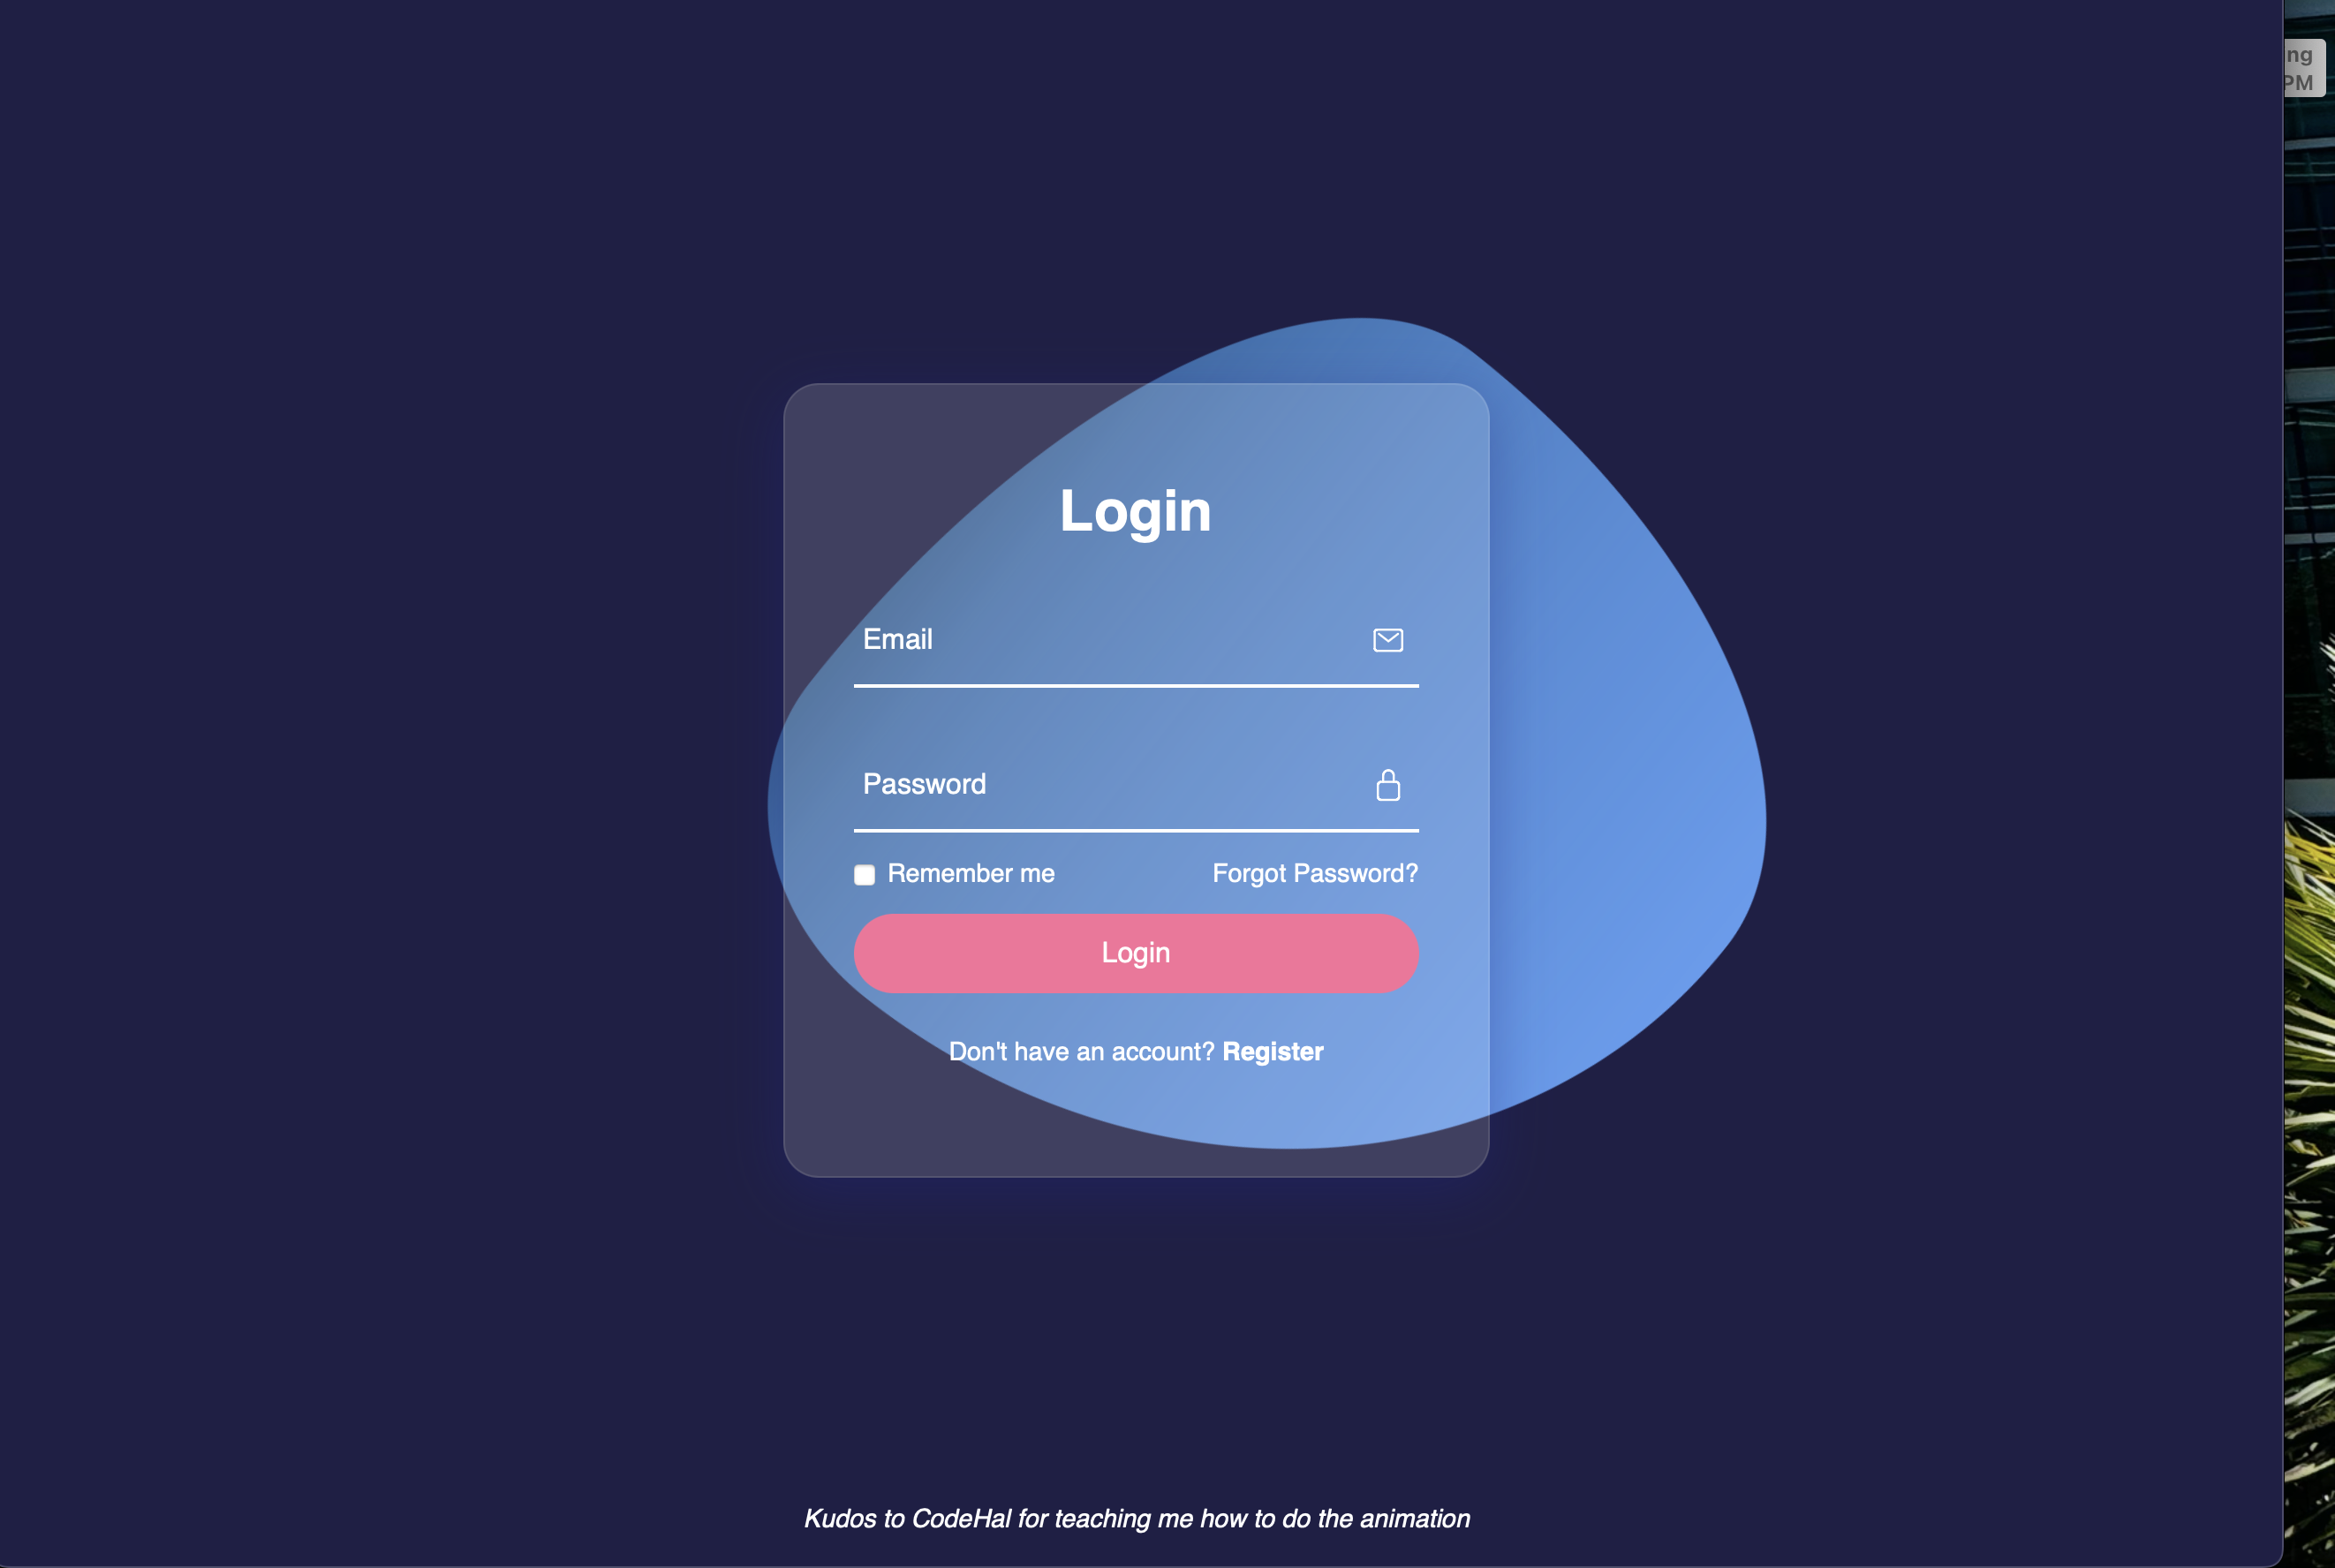 ng
PM
Login
Email
Password
Remember me Forgot Password?
Login
Don't have an account? Register
Kudos to CodeHal for teaching me how to do the animation